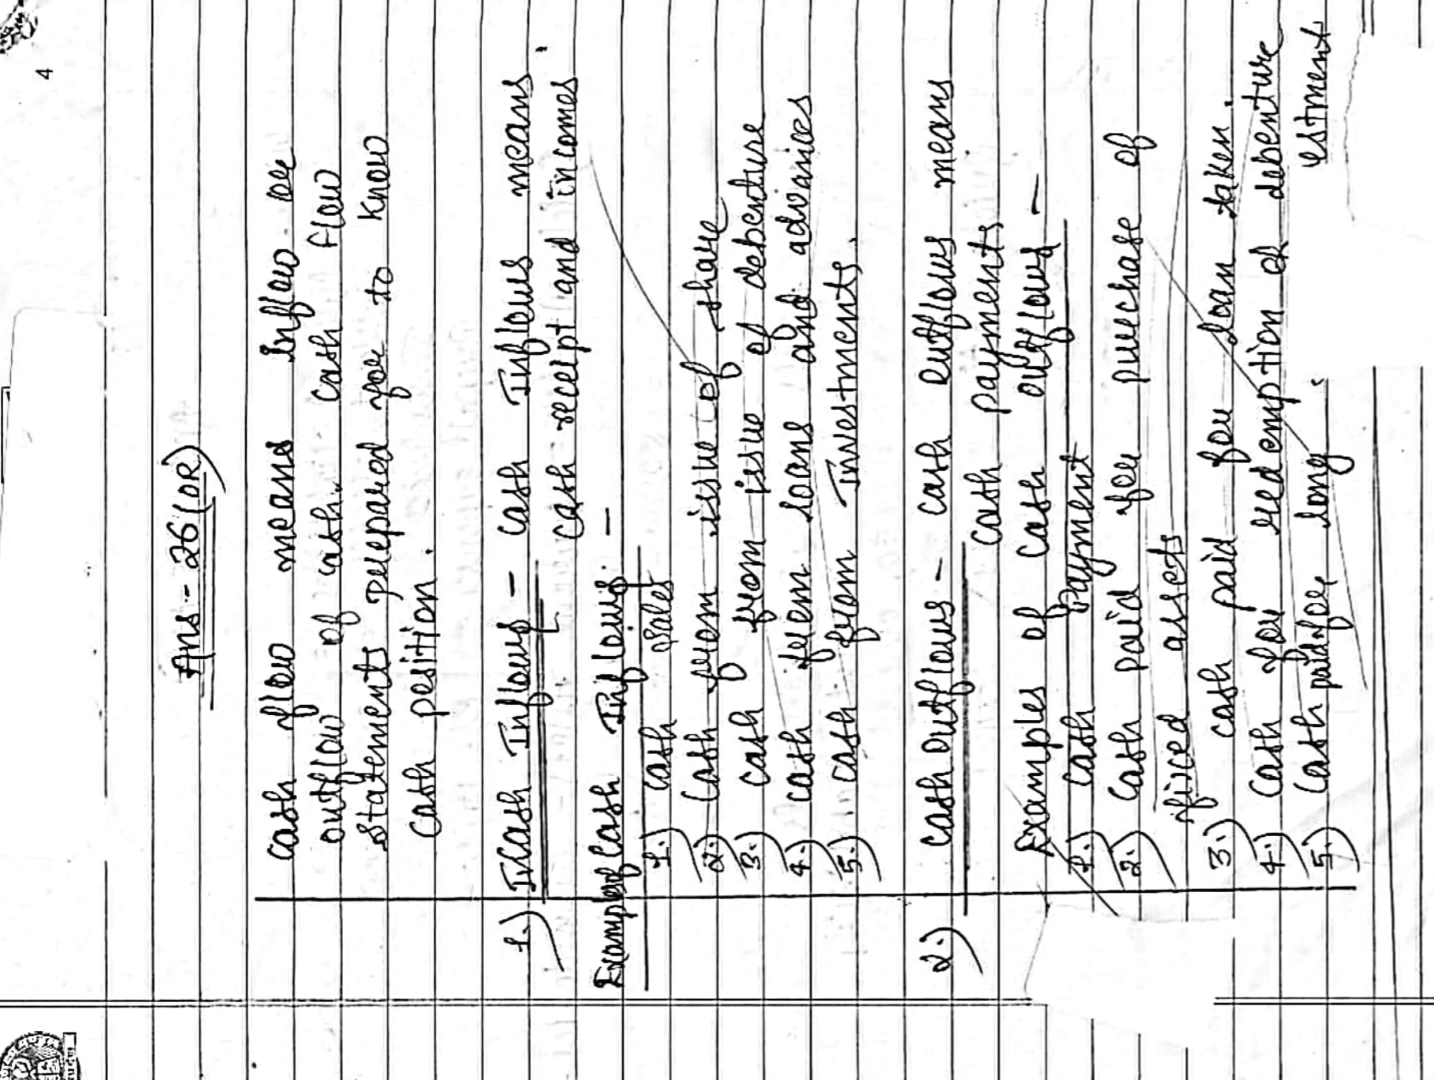 4
Ans - 26 (OR)
cash flow means Inflow or
outflow of cash. cash flow
statements prepared for to know
cash position.
1.) Icash Inflows - cash Inflows means
cash receipt and incomes.
Example of cash Inflows. -
1.) cash sales
2.) cash from issue of share
3.) cash from issue of debenture
4.) cash from loans and advances
5.) cash from Investments.
2.) cash outflows - cash outflows means
cash payments
Examples of cash outflows -
1.) cash payment
2.) cash paid for purchase of
fixed assets
3.) cash paid for loan taken.
4.) cash for redemption of debenture
5.) cash paid for long estment